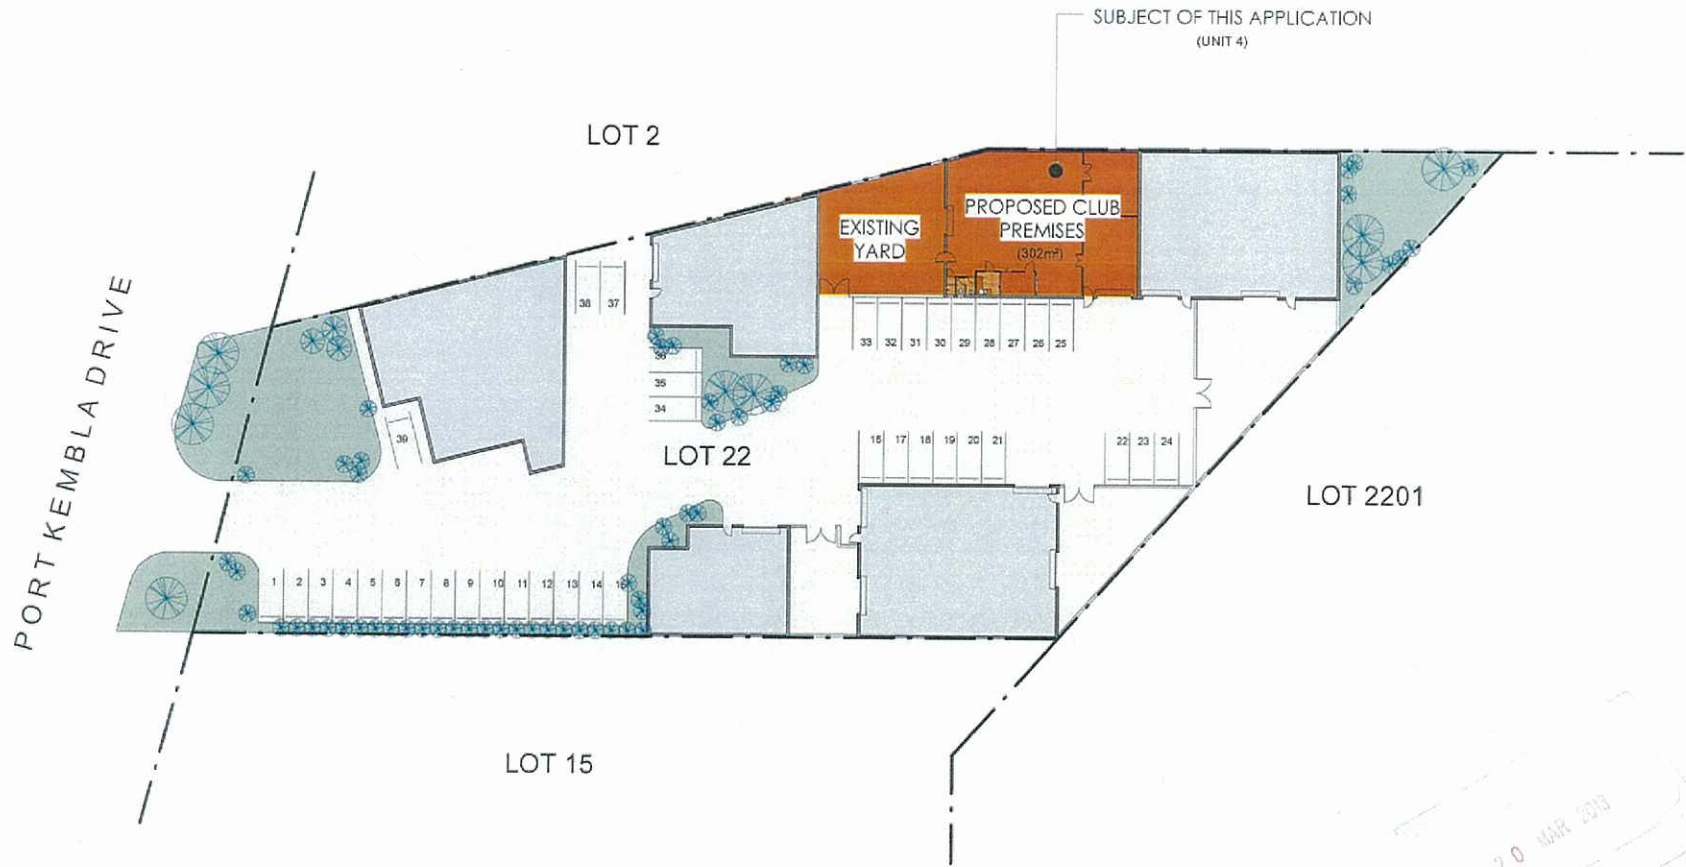 SUBJECT OF THIS APPLICATION
(UNIT 4)
LOT 2
EXISTING
YARD
PROPOSED CLUB
PREMISES
(302m²)
PORT KEMBLA DRIVE
38 37
33 32 31 30 29 28 27 26 25
36
35
34
39
LOT 22
16 17 18 19 20 21
22 23 24
LOT 2201
1 2 3 4 5 6 7 8 9 10 11 12 13 14 15
LOT 15
20 MAR 2013